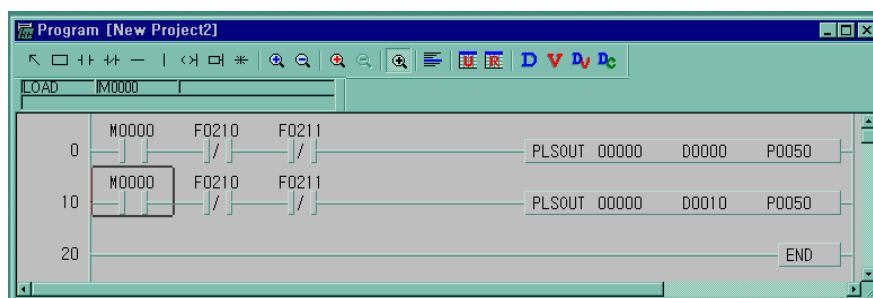 Program [New Project2]
U R D V DV DC
LOAD M0000
M0000 F0210 F0211
0 PLSOUT 00000 D0000 P0050
M0000 F0210 F0211
10 PLSOUT 00000 D0010 P0050
20 END